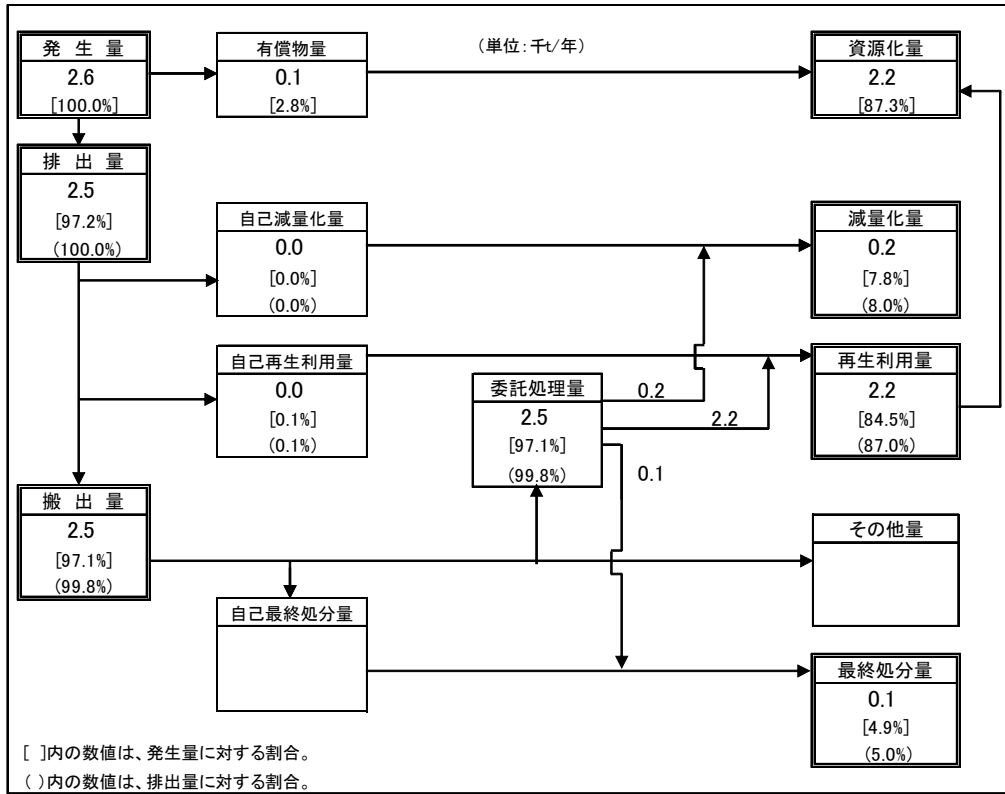 発 生 量
2.6
[100.0%]
有償物量
0.1
[2.8%]
(単位:千t/年)
資源化量
2.2
[87.3%]
排 出 量
2.5
[97.2%]
(100.0%)
自己減量化量
0.0
[0.0%]
(0.0%)
減量化量
0.2
[7.8%]
(8.0%)
自己再生利用量
0.0
[0.1%]
(0.1%)
委託処理量
2.5
[97.1%]
(99.8%)
0.2
2.2
0.1
再生利用量
2.2
[84.5%]
(87.0%)
搬 出 量
2.5
[97.1%]
(99.8%)
その他量
自己最終処分量
最終処分量
0.1
[4.9%]
(5.0%)
[ ]内の数値は、発生量に対する割合。
( )内の数値は、排出量に対する割合。